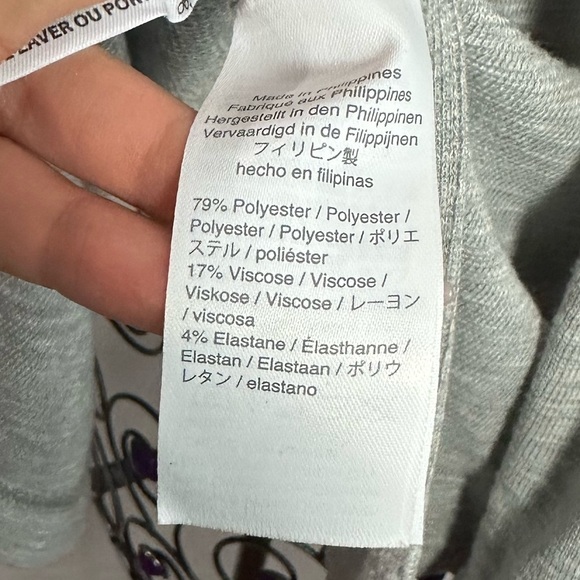 LAVER OU POR
Made in Philippines
Fabriqué aux Philippines
Hergestellt in den Philippinen
Vervaardigd in de Filippijnen
フィリピン製
hecho en filipinas
79% Polyester / Polyester /
Polyester / Polyester / ポリエ
ステル / poliéster
17% Viscose / Viscose /
Viskose / Viscose / レーヨン
/ viscosa
4% Elastane / Élasthanne /
Elastan / Elastaan / ポリウ
レタン / elastano